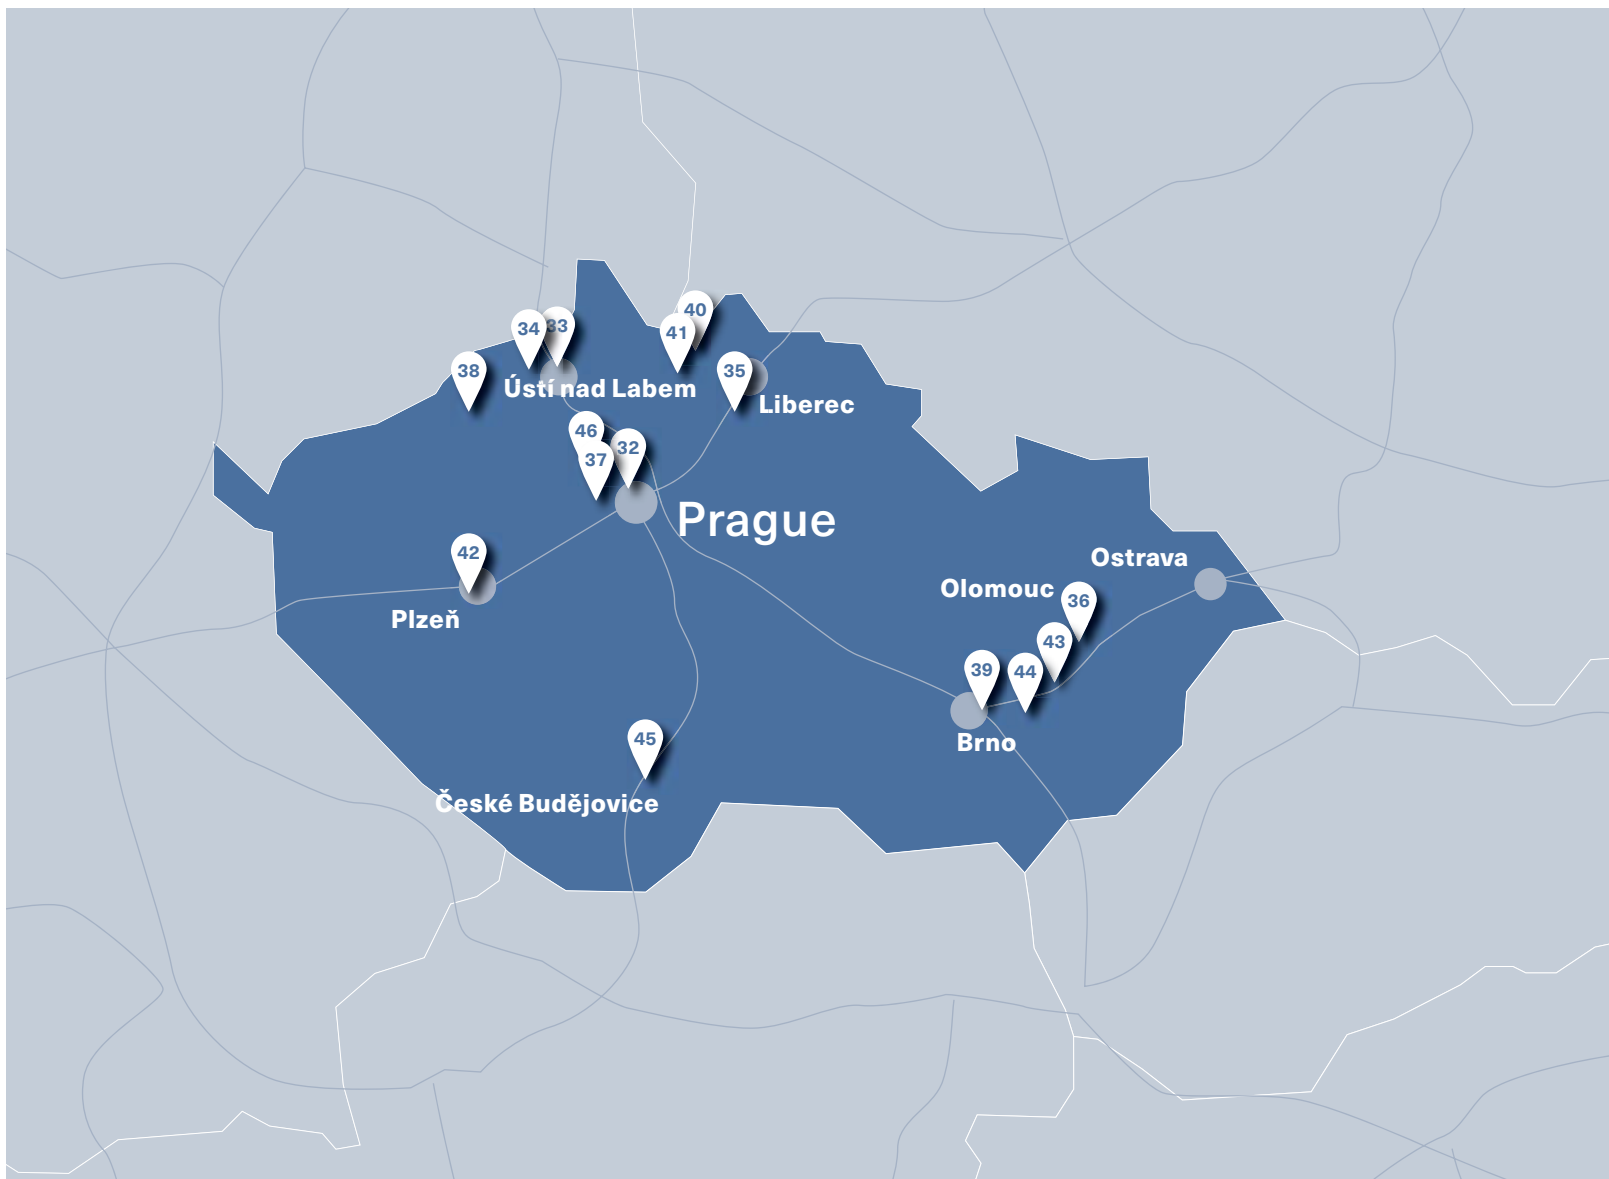 40
33
34
41
38
35
Ústí nad Labem
Liberec
46
32
37
Prague
42
Ostrava
Olomouc
36
Plzeň
43
39
44
45
Brno
České Budějovice